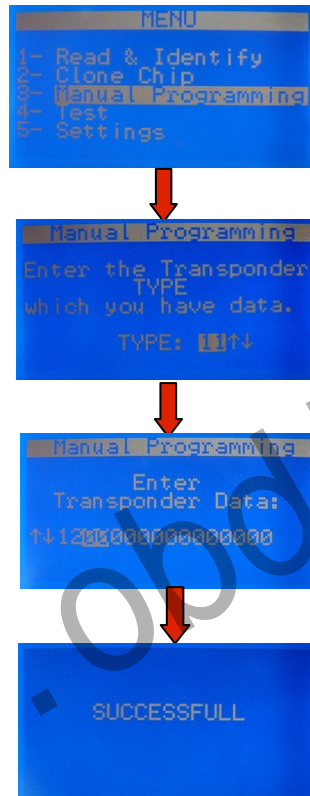 MENU
1- Read & Identify
2- Clone Chip
3- Manual Programming
4- Test
5- Settings
Manual Programming
Enter the Transponder
TYPE
which you have data.
TYPE: 11↑↓
Manual Programming
Enter
Transponder Data:
SUCCESSFULL
.obd